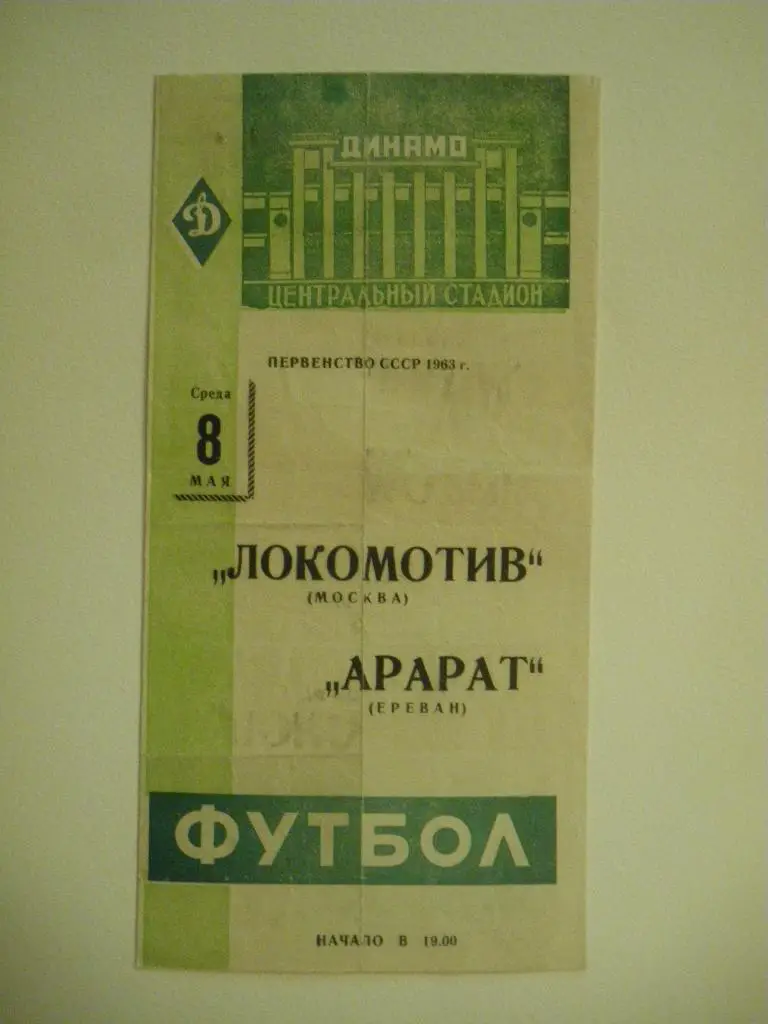 ДИНАМО
Д
ЦЕНТРАЛЬНЫЙ СТАДИОН
ПЕРВЕНСТВО СССР 1963 г.
Среда
8
МАЯ
„ЛОКОМОТИВ“
(МОСКВА)
„АРАРАТ“
(ЕРЕВАН)
ФУТБОЛ
НАЧАЛО В 19.00